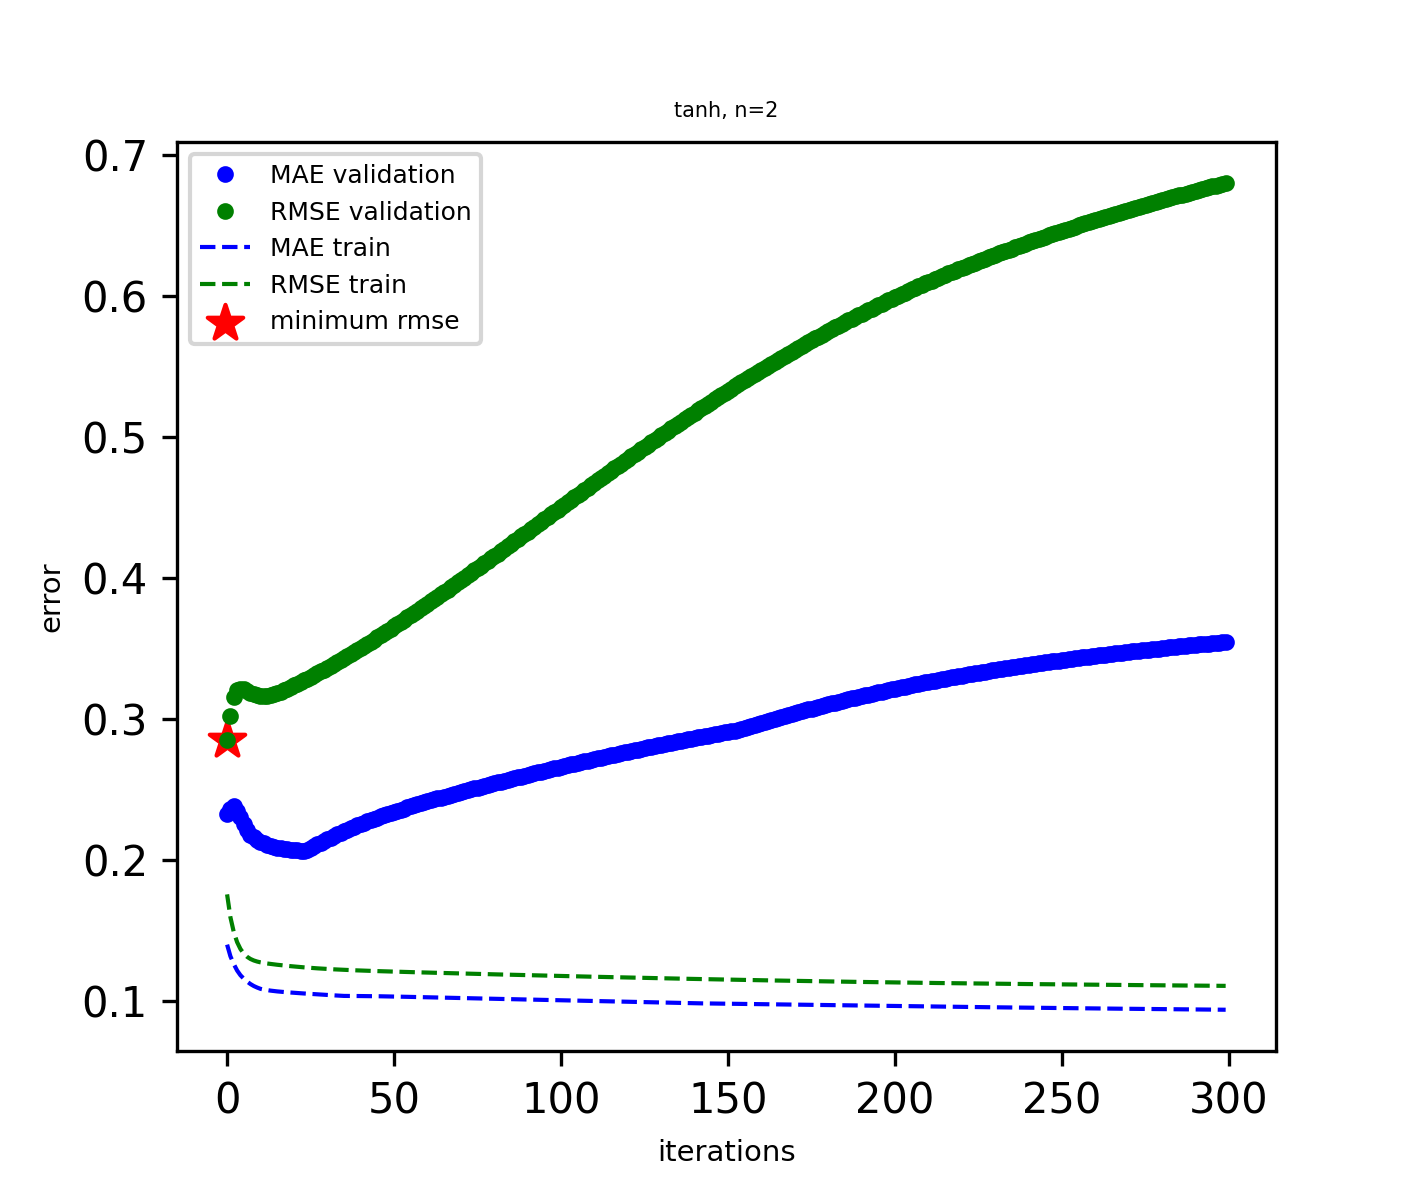 tanh, n=2
MAE validation
RMSE validation
MAE train
RMSE train
minimum rmse
error
0.7
0.6
0.5
0.4
0.3
0.2
0.1
0 50 100 150 200 250 300
iterations